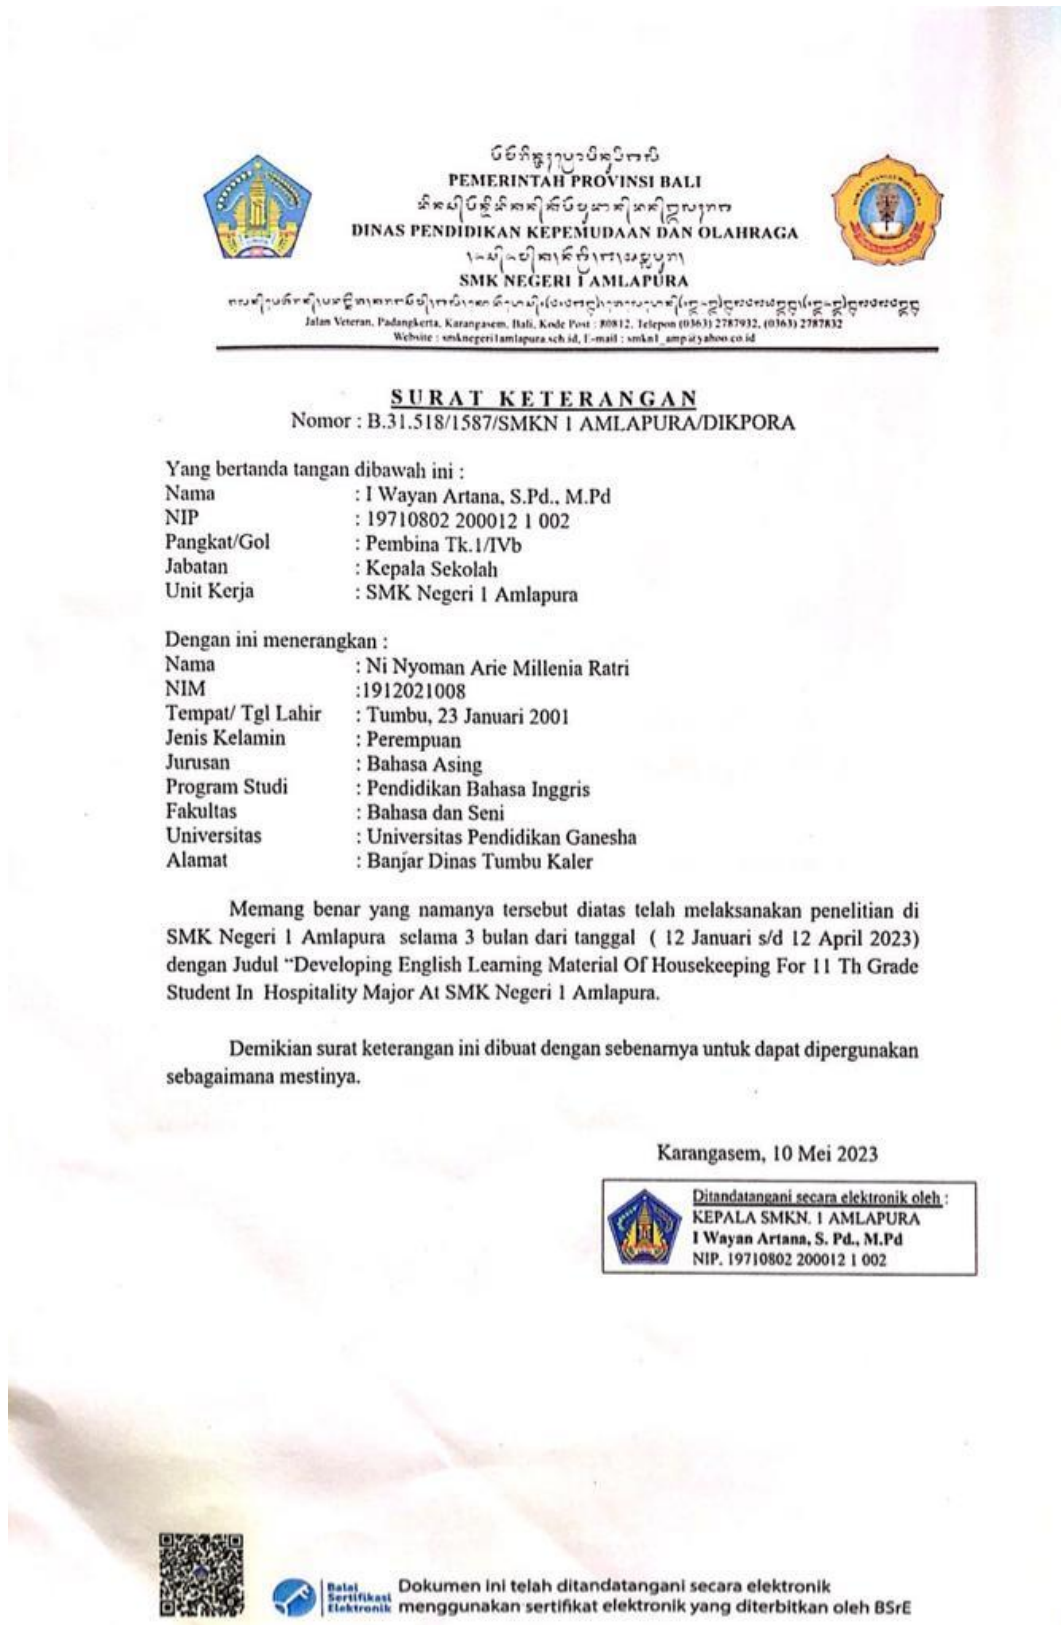 PEMERINTAH PROVINSI BALI
DINAS PENDIDIKAN KEPEMUDAAN DAN OLAHRAGA
SMK NEGERI 1 AMLAPURA
Jalan Veteran, Padangkerta, Karangasem, Bali, Kode Post : 80812, Telepon (0363) 2787932, (0363) 2787832
Website : smknegeri1amlapura.sch.id, E-mail : smkn1_amp@yahoo.co.id
SURAT KETERANGAN
Nomor : B.31.518/1587/SMKN 1 AMLAPURA/DIKPORA
Yang bertanda tangan dibawah ini :
Nama : I Wayan Artana, S.Pd., M.Pd
NIP : 19710802 200012 1 002
Pangkat/Gol : Pembina Tk.1/IVb
Jabatan : Kepala Sekolah
Unit Kerja : SMK Negeri 1 Amlapura
Dengan ini menerangkan :
Nama : Ni Nyoman Arie Millenia Ratri
NIM :1912021008
Tempat/ Tgl Lahir : Tumbu, 23 Januari 2001
Jenis Kelamin : Perempuan
Jurusan : Bahasa Asing
Program Studi : Pendidikan Bahasa Inggris
Fakultas : Bahasa dan Seni
Universitas : Universitas Pendidikan Ganesha
Alamat : Banjar Dinas Tumbu Kaler
Memang benar yang namanya tersebut diatas telah melaksanakan penelitian di
SMK Negeri 1 Amlapura selama 3 bulan dari tanggal ( 12 Januari s/d 12 April 2023)
dengan Judul “Developing English Learning Material Of Housekeeping For 11 Th Grade
Student In Hospitality Major At SMK Negeri 1 Amlapura.
Demikian surat keterangan ini dibuat dengan sebenarnya untuk dapat dipergunakan
sebagaimana mestinya.
Karangasem, 10 Mei 2023
Ditandatangani secara elektronik oleh :
KEPALA SMKN. 1 AMLAPURA
I Wayan Artana, S. Pd., M.Pd
NIP. 19710802 200012 1 002
Balai
Sertifikasi
Elektronik
Dokumen ini telah ditandatangani secara elektronik
menggunakan sertifikat elektronik yang diterbitkan oleh BSrE